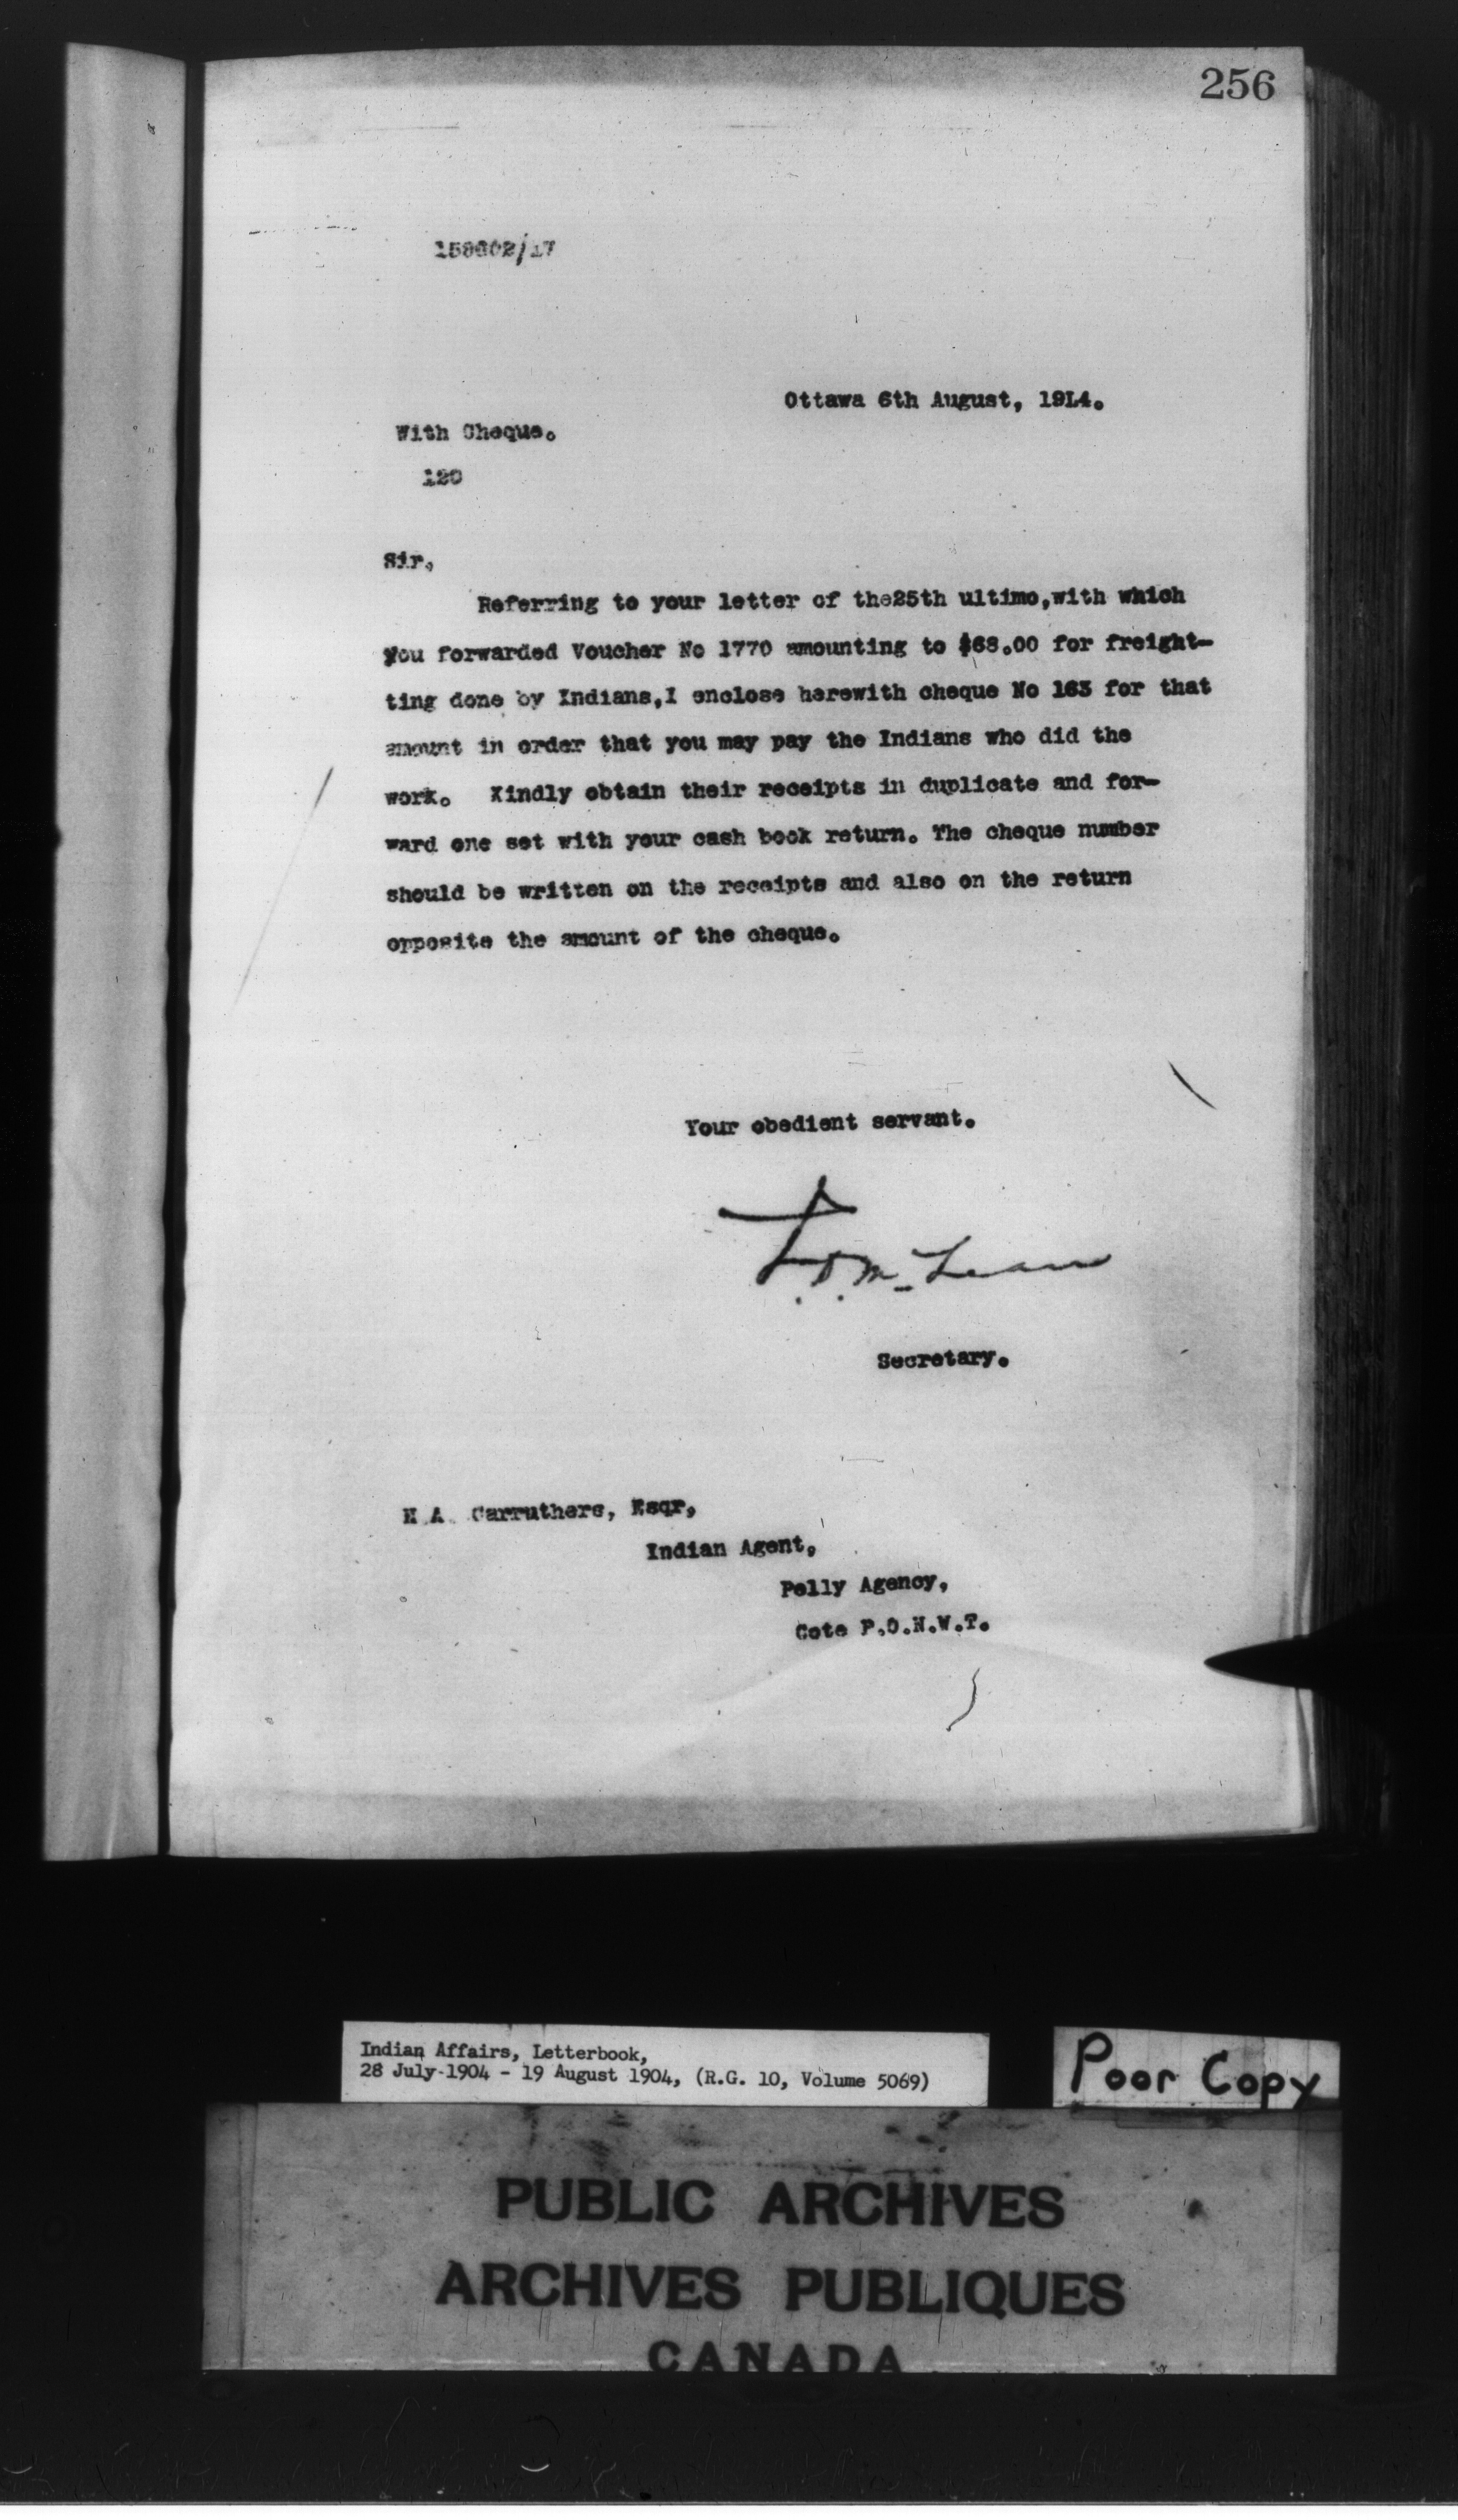 256
159602/17
Ottawa 6th August, 19L4.
With Cheque.
120
Sir,
Referring to your letter of the25th ultimo,with which
you forwarded Voucher No 1770 amounting to $68.00 for freight-
ting done by Indians,I enclose herewith cheque No 163 for that
amount in order that you may pay the Indians who did the
work. Kindly obtain their receipts in duplicate and for-
ward one set with your cash book return. The cheque number
should be written on the receipts and also on the return
opposite the amount of the cheque.
Your obedient servant.
J.D. McLean
Secretary.
H A. Carruthers, Esqr,
Indian Agent,
Pelly Agency,
Cote P.O.N.W.T.
Indian Affairs, Letterbook,
28 July 1904 - 19 August 1904, (R.G. 10, Volume 5069)
Poor Copy
PUBLIC ARCHIVES
ARCHIVES PUBLIQUES
CANADA